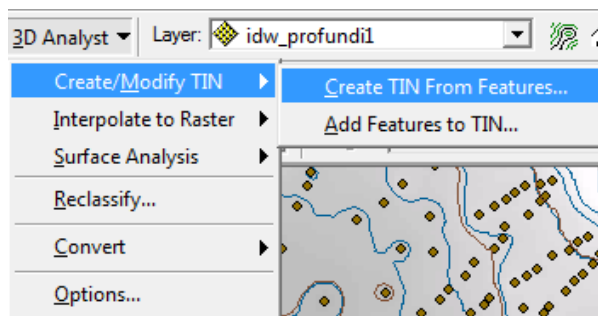 3D Analyst Layer: idw_profundi1
Create/Modify TIN
Create TIN From Features...
Interpolate to Raster
Add Features to TIN...
Surface Analysis
Reclassify...
Convert
Options...